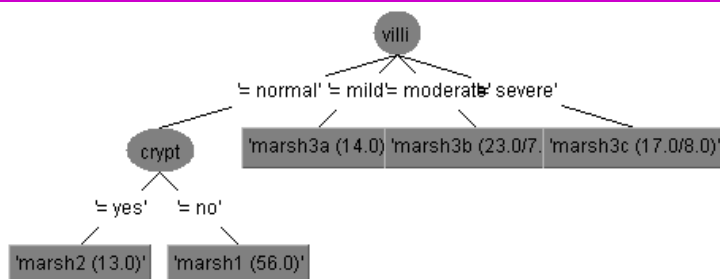 villi
'= normal' '= mild' '= moderate' '= severe'
crypt
'marsh3a (14.0) 'marsh3b (23.0/7. 'marsh3c (17.0/8.0)'
'= yes' '= no'
'marsh2 (13.0)' 'marsh1 (56.0)'